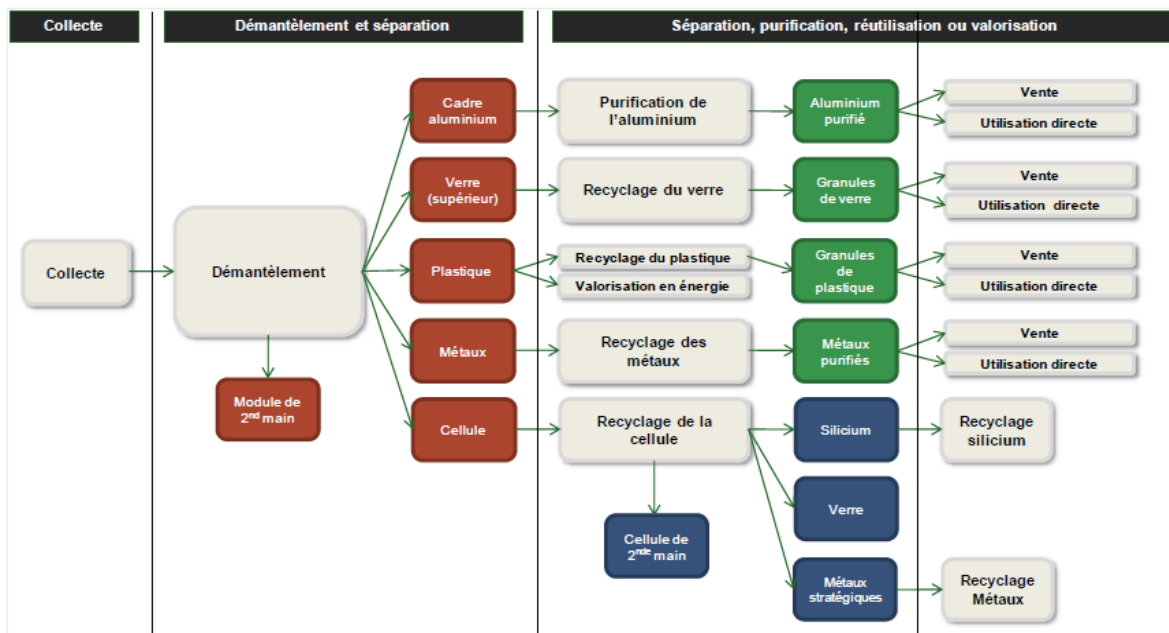 Collecte
Démantèlement et séparation
Séparation, purification, réutilisation ou valorisation
Cadre
aluminium
Purification de
l'aluminium
Aluminium
purifié
Vente
Utilisation directe
Verre
(supérieur)
Recyclage du verre
Granules
de verre
Vente
Utilisation directe
Collecte
Démantèlement
Plastique
Recyclage du plastique
Valorisation en énergie
Granules
de
plastique
Vente
Utilisation directe
Métaux
Recyclage des
métaux
Métaux
purifiés
Vente
Utilisation directe
Module de
2nd main
Cellule
Recyclage de la
cellule
Silicium
Recyclage
silicium
Verre
Cellule de
2nde main
Métaux
stratégiques
Recyclage
Métaux